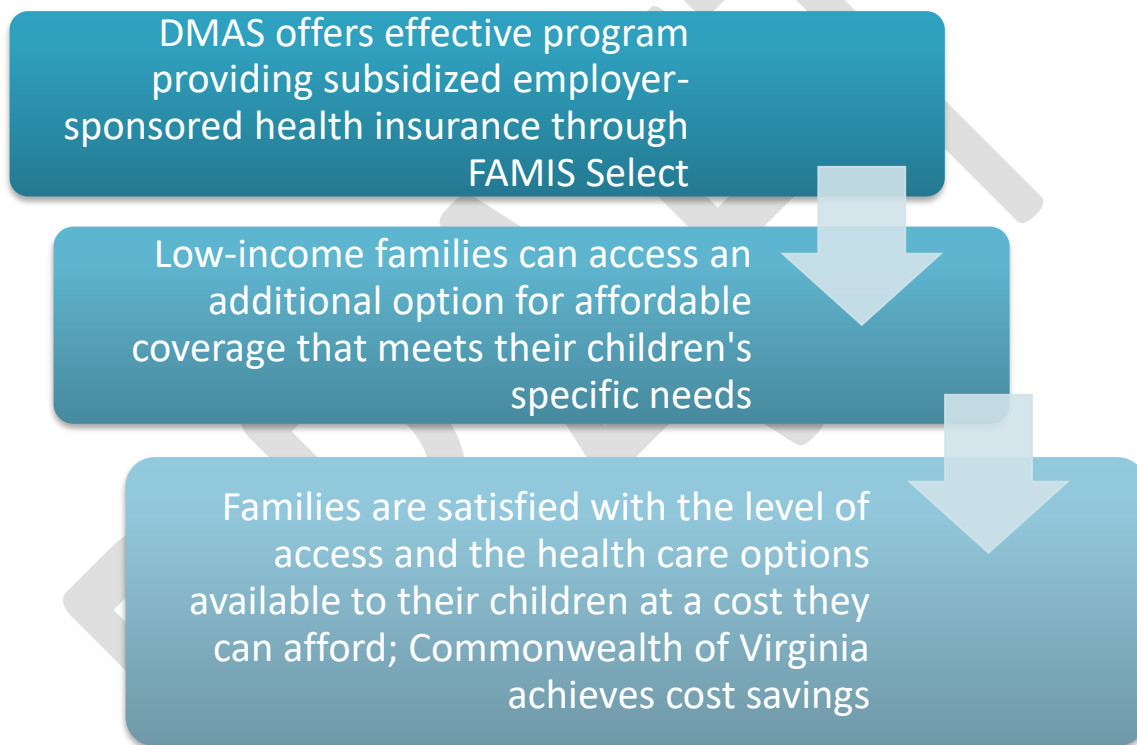 DMAS offers effective program
providing subsidized employer-
sponsored health insurance through
FAMIS Select
Low-income families can access an
additional option for affordable
coverage that meets their children's
specific needs
Families are satisfied with the level of
access and the health care options
available to their children at a cost they
can afford; Commonwealth of Virginia
achieves cost savings